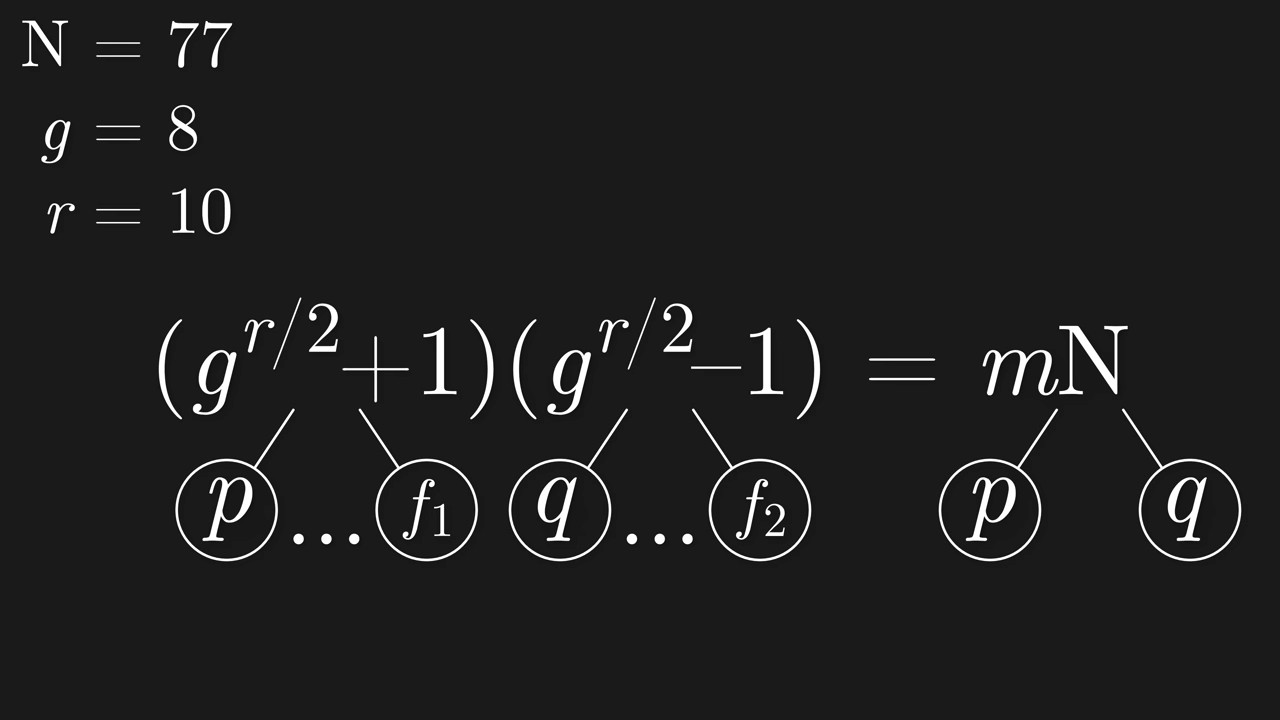 N = 77
g = 8
r = 10
(g^{r/2}+1)(g^{r/2}–1) = mN
p ... f₁ q ... f₂ p q